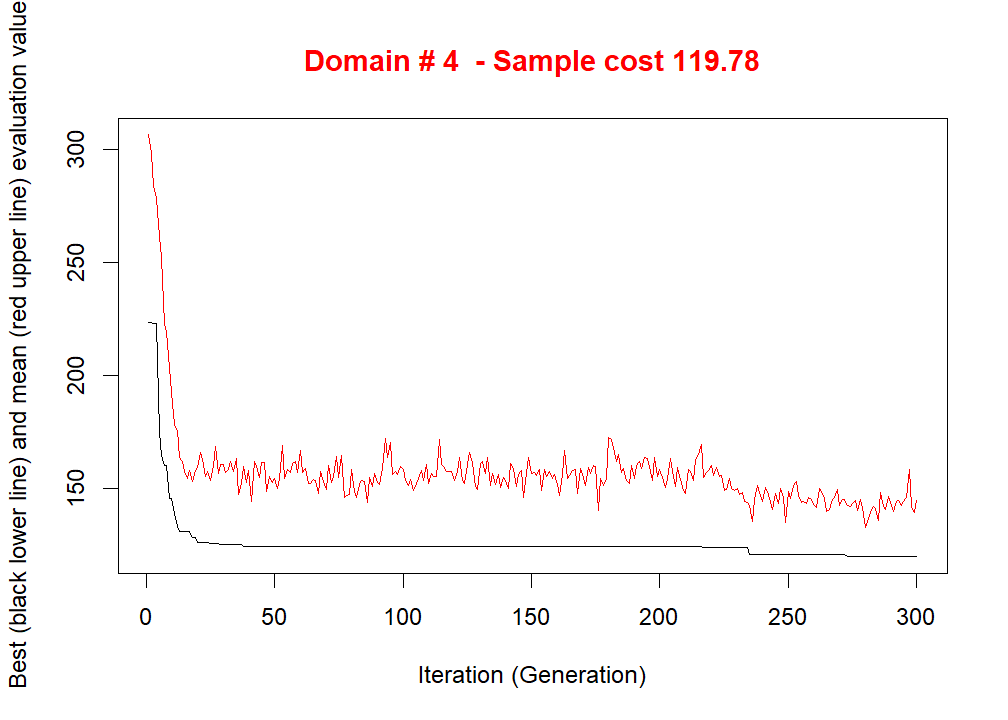 Domain # 4  - Sample cost 119.78
Best (black lower line) and mean (red upper line) evaluation value
300
250
200
150
0 50 100 150 200 250 300
Iteration (Generation)